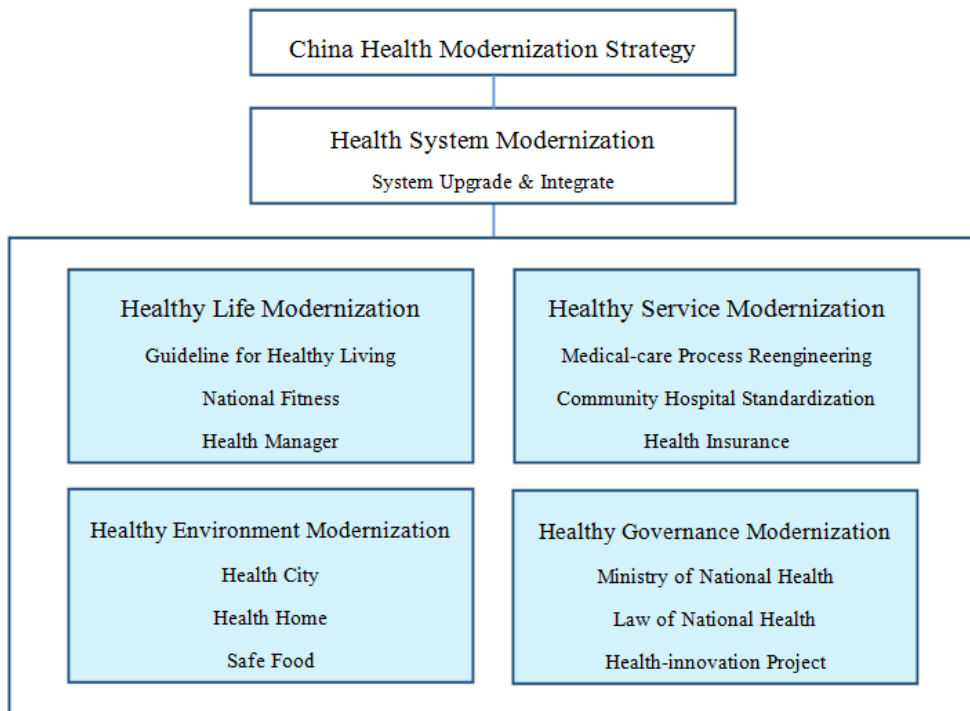 China Health Modernization Strategy
Health System Modernization
System Upgrade & Integrate
Healthy Life Modernization
Guideline for Healthy Living
National Fitness
Health Manager
Healthy Service Modernization
Medical-care Process Reengineering
Community Hospital Standardization
Health Insurance
Healthy Environment Modernization
Health City
Health Home
Safe Food
Healthy Governance Modernization
Ministry of National Health
Law of National Health
Health-innovation Project